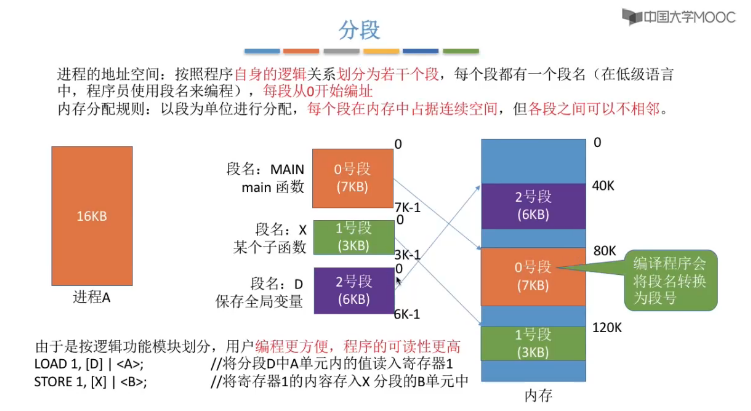 中国大学MOOC
分段
进程的地址空间：按照程序自身的逻辑关系划分为若干个段，每个段都有一个段名（在低级语言
中，程序员使用段名来编程），每段从0开始编址
内存分配规则：以段为单位进行分配，每个段在内存中占据连续空间，但各段之间可以不相邻。
16KB
进程A
段名：MAIN
main 函数
0号段
(7KB)
0
7K-1
段名：X
某个子函数
1号段
(3KB)
0
3K-1
段名：D
保存全局变量
2号段
(6KB)
0
6K-1
0
2号段
(6KB)
40K
0号段
(7KB)
80K
1号段
(3KB)
120K
内存
编译程序会
将段名转换
为段号
由于是按逻辑功能模块划分，用户编程更方便，程序的可读性更高
LOAD 1, [D] | <A>; //将分段D中A单元内的值读入寄存器1
STORE 1, [X] | <B>; //将寄存器1的内容存入X 分段的B单元中